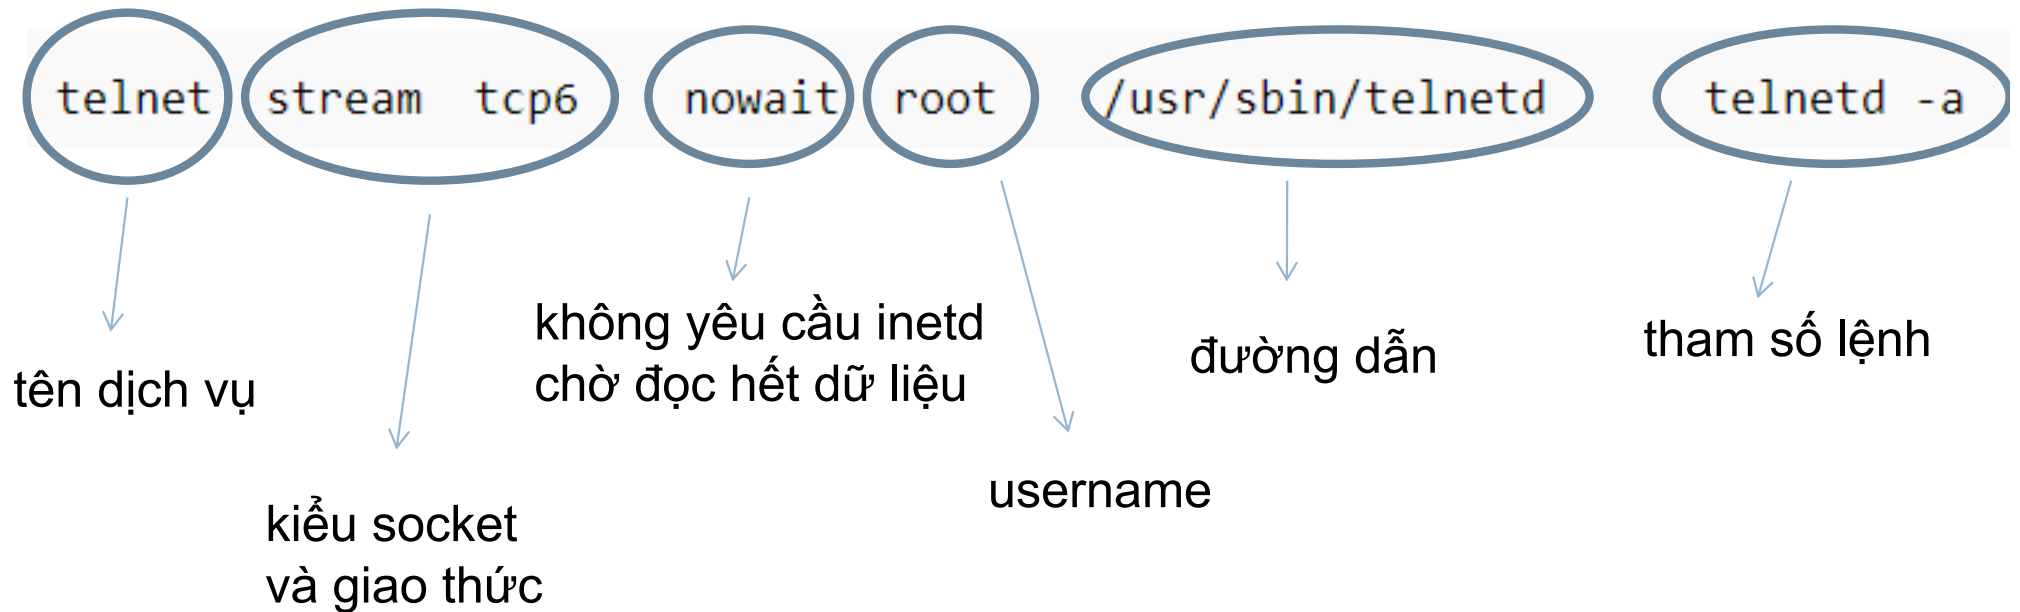 telnet stream tcp6 nowait root /usr/sbin/telnetd telnetd -a
tên dịch vụ
kiểu socket
và giao thức
không yêu cầu inetd
chờ đọc hết dữ liệu
username
đường dẫn
tham số lệnh